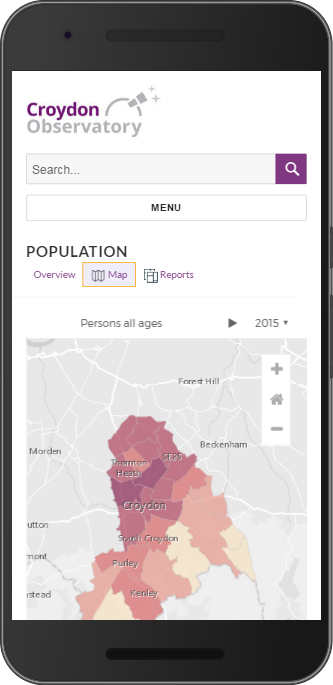 Croydon
Observatory
Search...
MENU
POPULATION
Overview Map Reports
Persons all ages 2015
Forest Hill
Morden
Beckenham
Thornton
Heath
SE25
Croydon
utton
South Croydon
mont
Purley
stead
Kenley